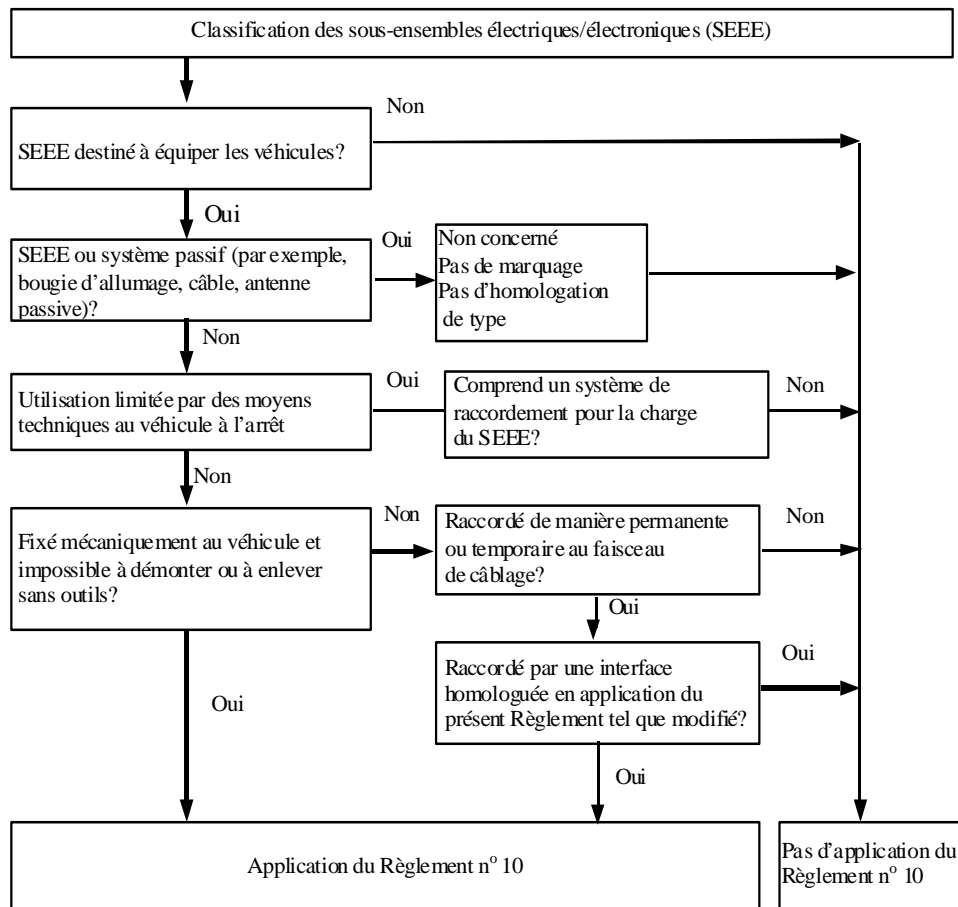 Classification des sous-ensembles électriques/électroniques (SEEE)
Non
SEEE destiné à équiper les véhicules?
Oui
SEEE ou système passif (par exemple,
bougie d'allumage, câble, antenne
passive)?
Oui
Non concerné
Pas de marquage
Pas d'homologation
de type
Non
Utilisation limitée par des moyens
techniques au véhicule à l'arrêt
Oui
Comprend un système de
raccordement pour la charge
du SEEE?
Non
Non
Fixé mécaniquement au véhicule et
impossible à démonter ou à enlever
sans outils?
Non
Raccordé de manière permanente
ou temporaire au faisceau
de câblage?
Non
Oui
Raccordé par une interface
homologuée en application du
présent Règlement tel que modifié?
Oui
Oui
Oui
Application du Règlement nº 10
Pas d'application du
Règlement nº 10